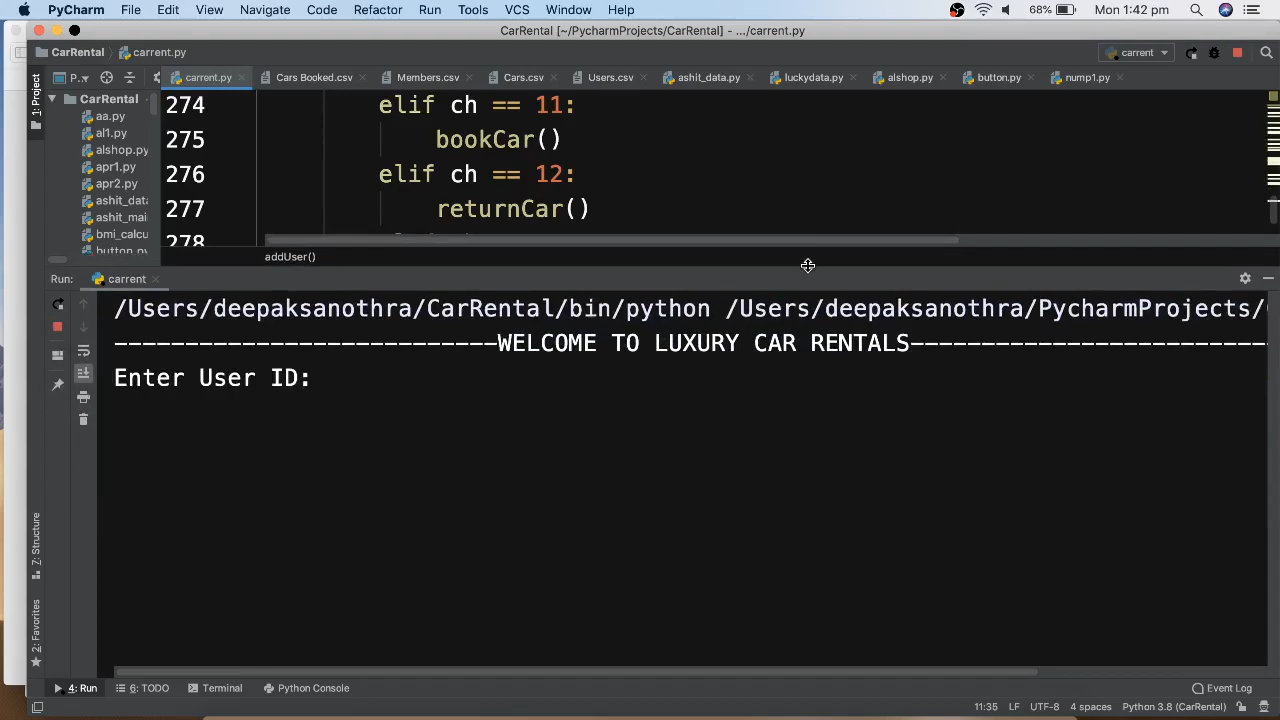 PyCharm File Edit View Navigate Code Refactor Run Tools VCS Window Help 68% Mon 1:42 pm
CarRental [~/PycharmProjects/CarRental] - .../carrent.py
CarRental carrent.py carrent
1: Project
P.. carrent.py Cars Booked.csv Members.csv Cars.csv Users.csv ashit_data.py luckydata.py alshop.py button.py nump1.py
CarRental
aa.py
al1.py
alshop.py
apr1.py
apr2.py
ashit_data
ashit_mai
bmi_calcu
button.py
274 elif ch == 11:
275 bookCar()
276 elif ch == 12:
277 returnCar()
278
addUser()
Run: carrent
/Users/deepaksanothra/CarRental/bin/python /Users/deepaksanothra/PycharmProjects/
---------------------------WELCOME TO LUXURY CAR RENTALS-------------------------
Enter User ID:
7: Structure
2: Favorites
4: Run 6: TODO Terminal Python Console Event Log
11:35 LF UTF-8 4 spaces Python 3.8 (CarRental)